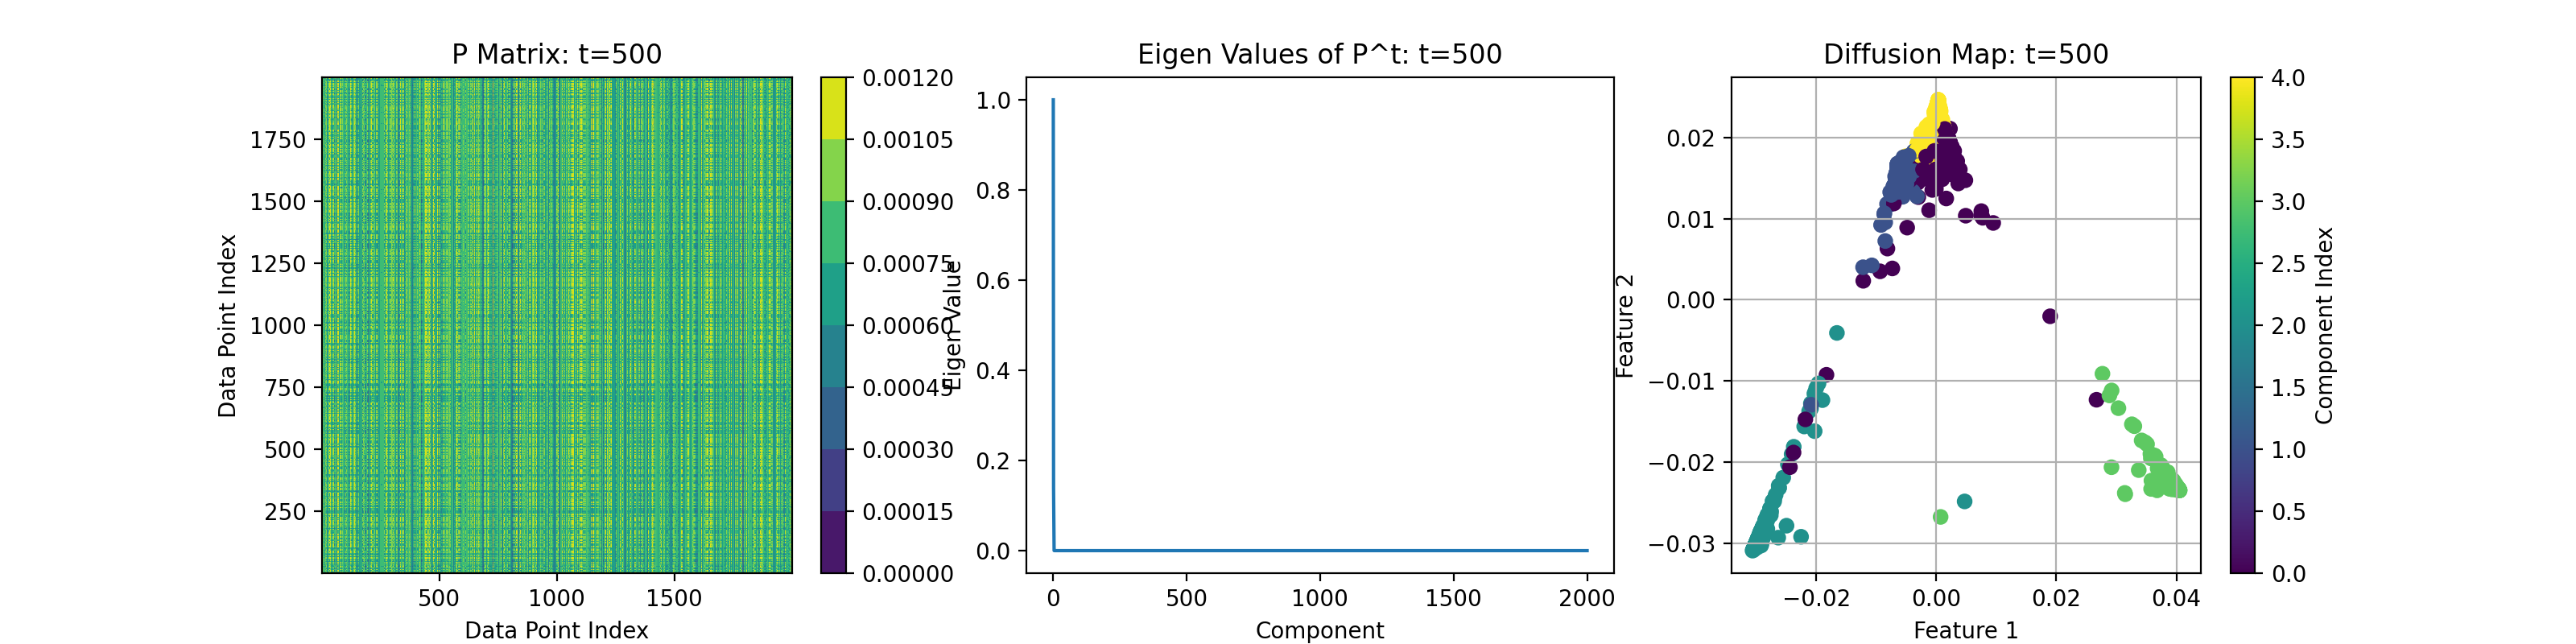 P Matrix: t=500
Data Point Index
1750
1500
1250
1000
750
500
250
500 1000 1500
Data Point Index
0.00120
0.00105
0.00090
0.00075
0.00060
0.00045
0.00030
0.00015
0.00000
Eigen Values of P^t: t=500
Eigen Value
1.0
0.8
0.6
0.4
0.2
0.0
0 500 1000 1500 2000
Component
Diffusion Map: t=500
Feature 2
0.02
0.01
0.00
−0.01
−0.02
−0.03
−0.02 0.00 0.02 0.04
Feature 1
4.0
3.5
3.0
2.5
2.0
1.5
1.0
0.5
0.0
Component Index